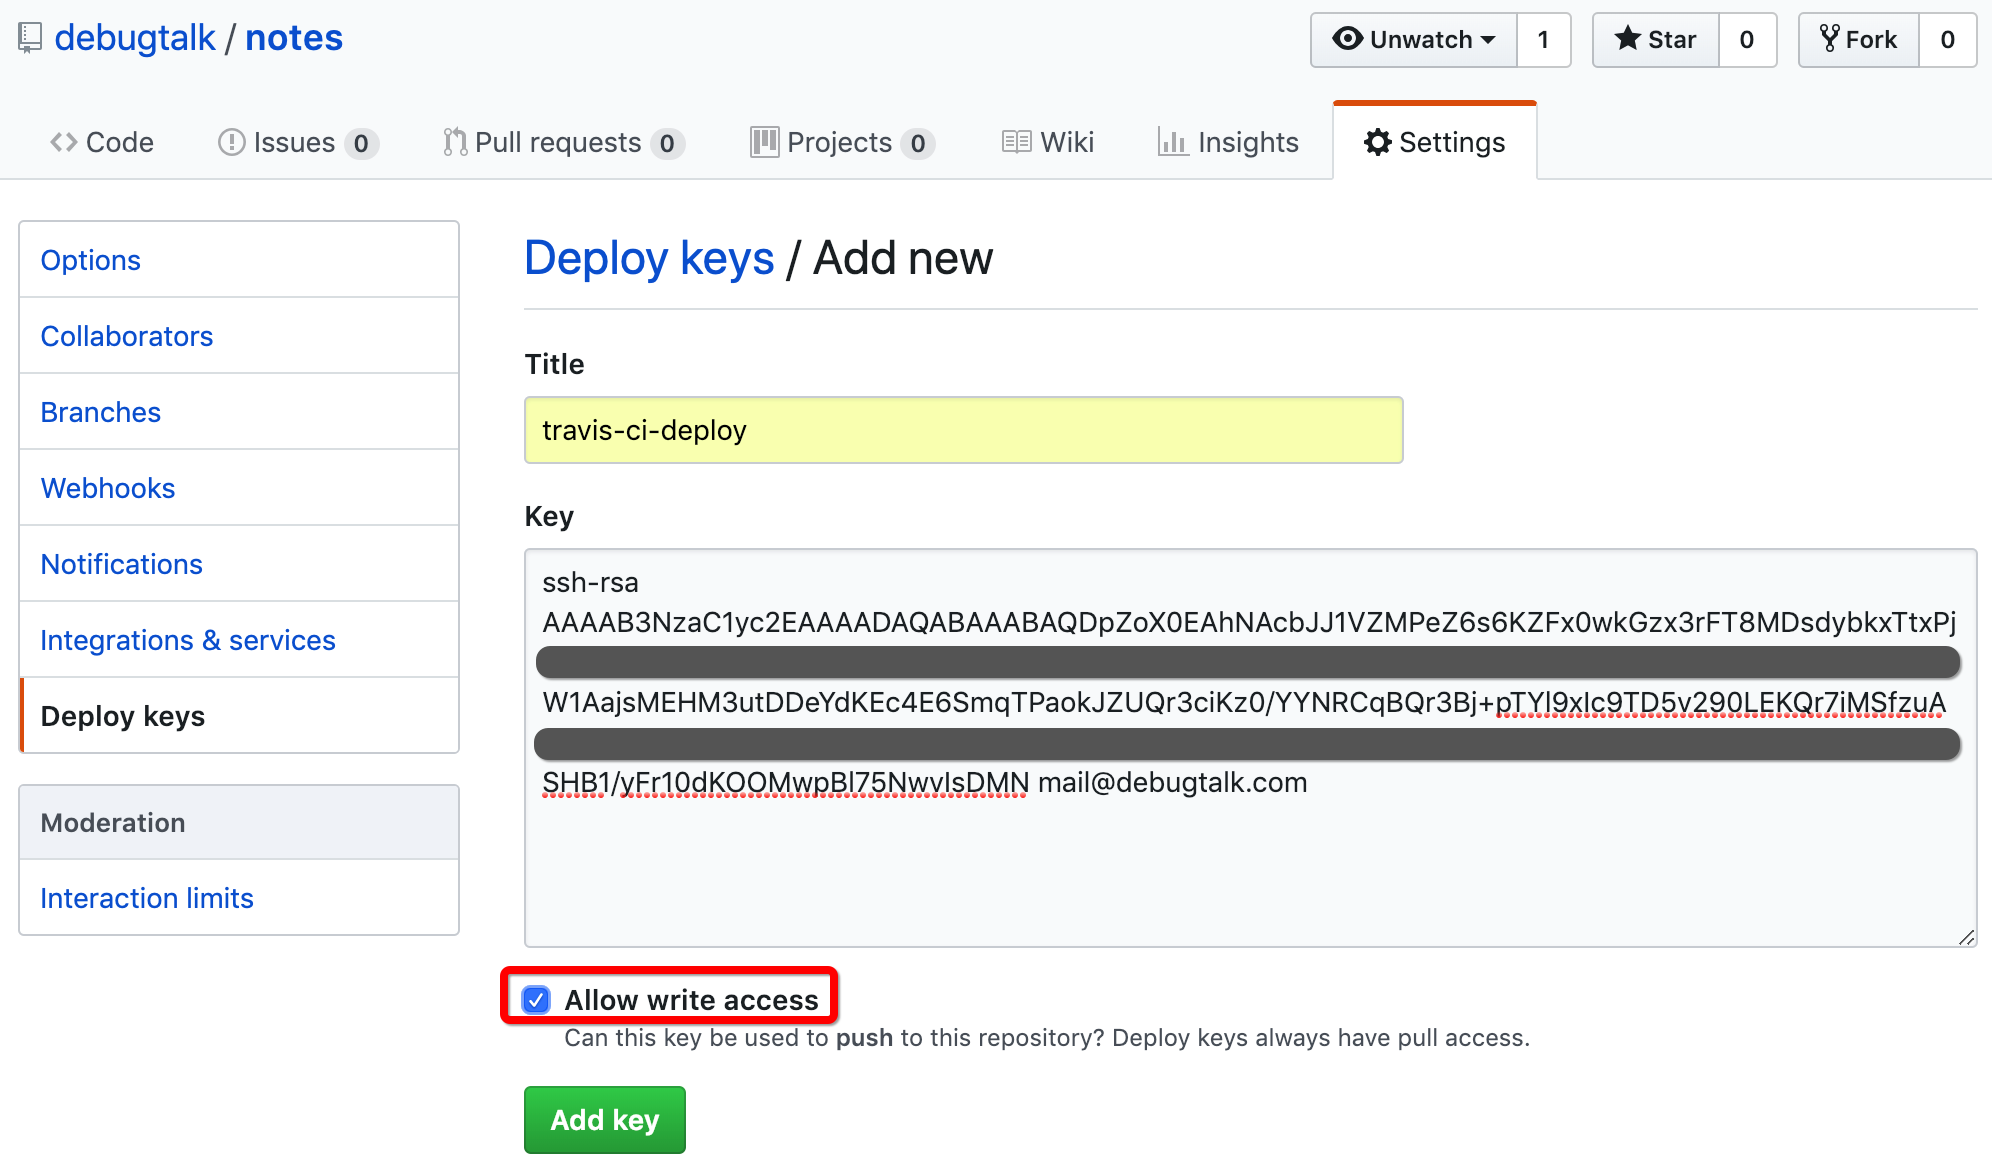 debugtalk / notes
Unwatch 1 Star 0 Fork 0
Code Issues 0 Pull requests 0 Projects 0 Wiki Insights Settings
Options
Collaborators
Branches
Webhooks
Notifications
Integrations & services
Deploy keys
Moderation
Interaction limits
Deploy keys / Add new
Title
travis-ci-deploy
Key
ssh-rsa
AAAAB3NzaC1yc2EAAAADAQABAAABAQDpZoX0EAhNAcbJJ1VZMPeZ6s6KZFx0wkGzx3rFT8MDsdybkxTtxPj
W1AajsMEHM3utDDeYdKEc4E6SmqTPaokJZUQr3ciKz0/YYNRCqBQr3Bj+pTYl9xIc9TD5v290LEKQr7iMSfzuA
SHB1/yFr10dKOOMwpBl75NwvIsDMN mail@debugtalk.com
Allow write access
Can this key be used to push to this repository? Deploy keys always have pull access.
Add key